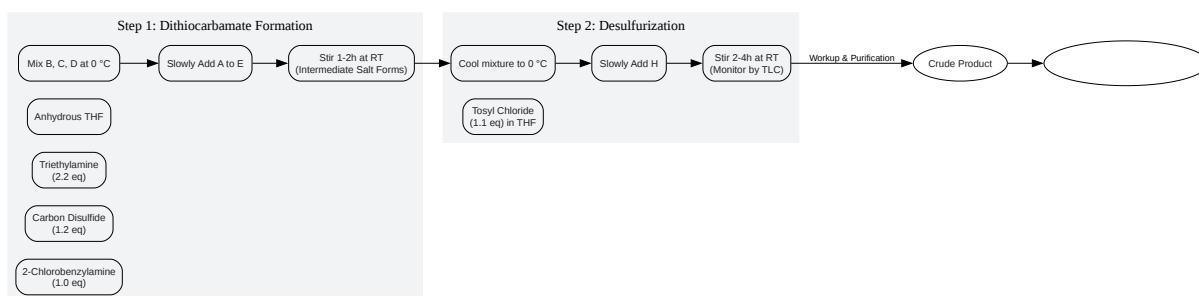 Step 1: Dithiocarbamate Formation
Step 2: Desulfurization
Mix B, C, D at 0 °C
Slowly Add A to E
Stir 1-2h at RT
(Intermediate Salt Forms)
Cool mixture to 0 °C
Slowly Add H
Stir 2-4h at RT
(Monitor by TLC)
Workup & Purification
Crude Product
Anhydrous THF
Tosyl Chloride
(1.1 eq) in THF
Triethylamine
(2.2 eq)
Carbon Disulfide
(1.2 eq)
2-Chlorobenzylamine
(1.0 eq)